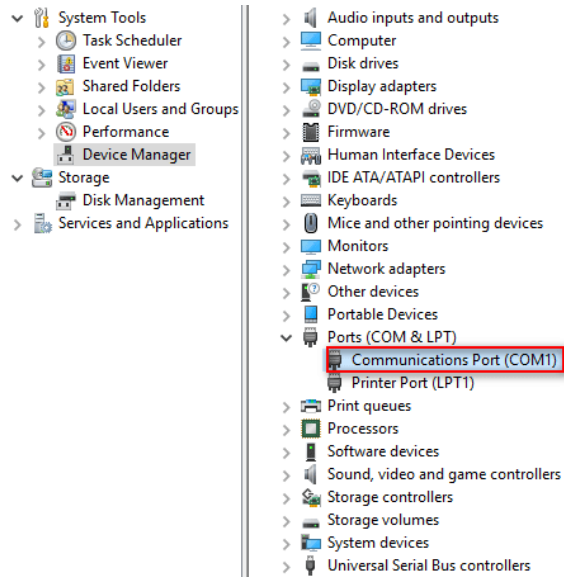 System Tools
Task Scheduler
Event Viewer
Shared Folders
Local Users and Groups
Performance
Device Manager
Storage
Disk Management
Services and Applications
Audio inputs and outputs
Computer
Disk drives
Display adapters
DVD/CD-ROM drives
Firmware
Human Interface Devices
IDE ATA/ATAPI controllers
Keyboards
Mice and other pointing devices
Monitors
Network adapters
Other devices
Portable Devices
Ports (COM & LPT)
Communications Port (COM1)
Printer Port (LPT1)
Print queues
Processors
Software devices
Sound, video and game controllers
Storage controllers
Storage volumes
System devices
Universal Serial Bus controllers